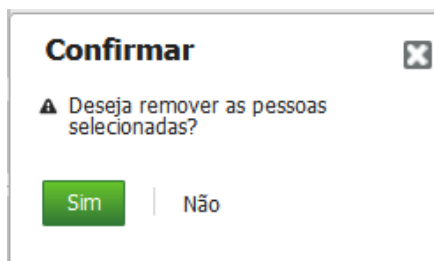 Confirmar
Deseja remover as pessoas
selecionadas?
Sim
Não